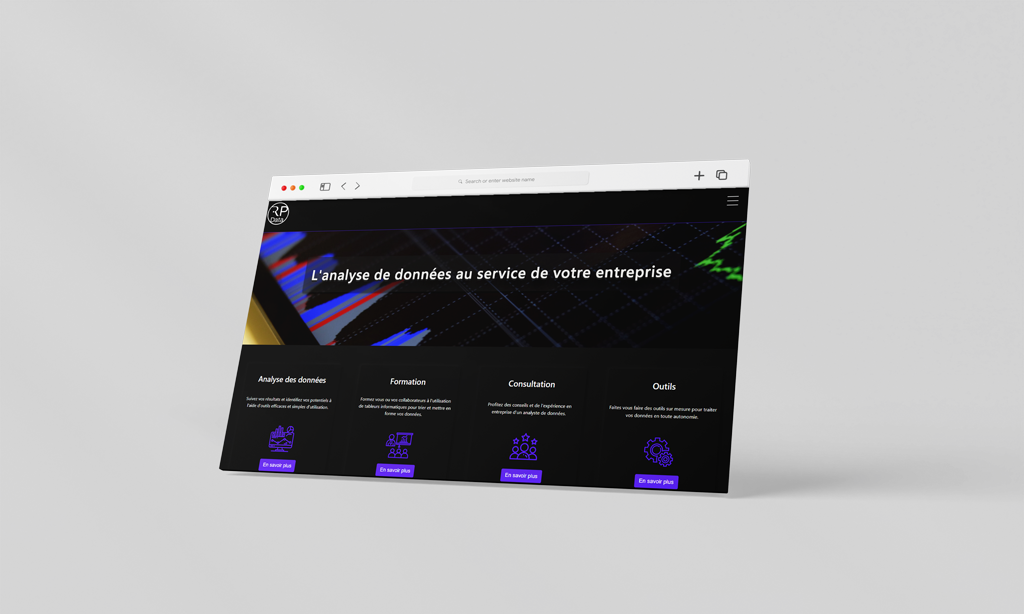 Search or enter website name
RP
Data
L'analyse de données au service de votre entreprise
Analyse des données
Suivez vos résultats et identifiez vos potentiels à
l'aide d'outils efficaces et simples d'utilisation.
En savoir plus
Formation
Formez vous ou vos collaborateurs à l'utilisation
de tableurs informatiques pour trier et mettre en
forme vos données.
En savoir plus
Consultation
Profitez des conseils et de l'expérience en
entreprise d'un analyste de données.
En savoir plus
Outils
Faites vous faire des outils sur mesure pour traiter
vos données en toute autonomie.
En savoir plus